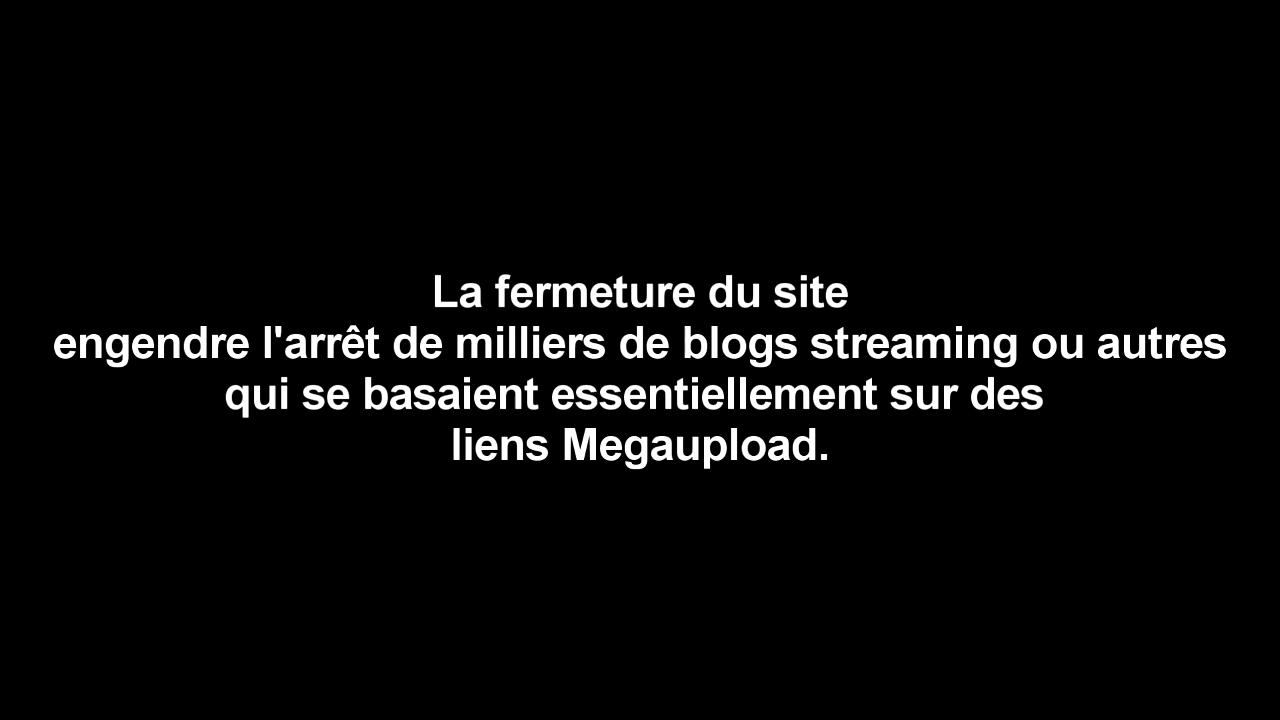 La fermeture du site
engendre l'arrêt de milliers de blogs streaming ou autres
qui se basaient essentiellement sur des
liens Megaupload.